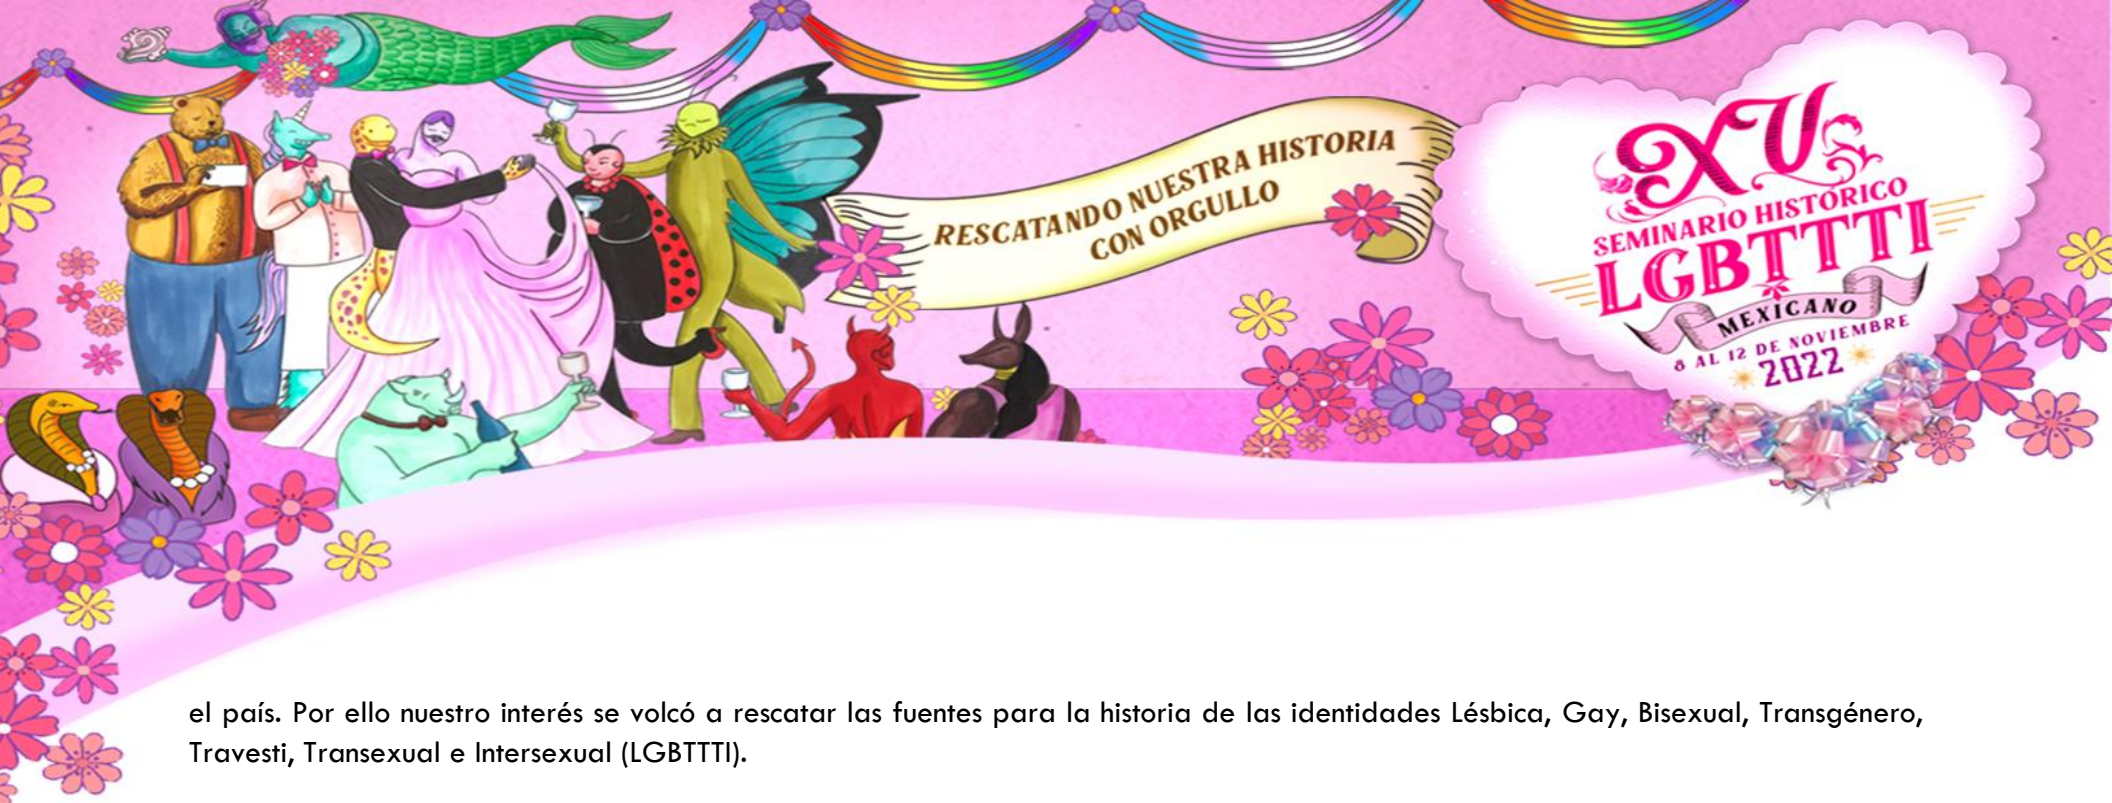 RESCATANDO NUESTRA HISTORIA
CON ORGULLO
XV
SEMINARIO HISTÓRICO
LGBTTTI
MEXICANO
8 AL 12 DE NOVIEMBRE
2022
el país. Por ello nuestro interés se volcó a rescatar las fuentes para la historia de las identidades Lésbica, Gay, Bisexual, Transgénero,
Travesti, Transexual e Intersexual (LGBTTTI).